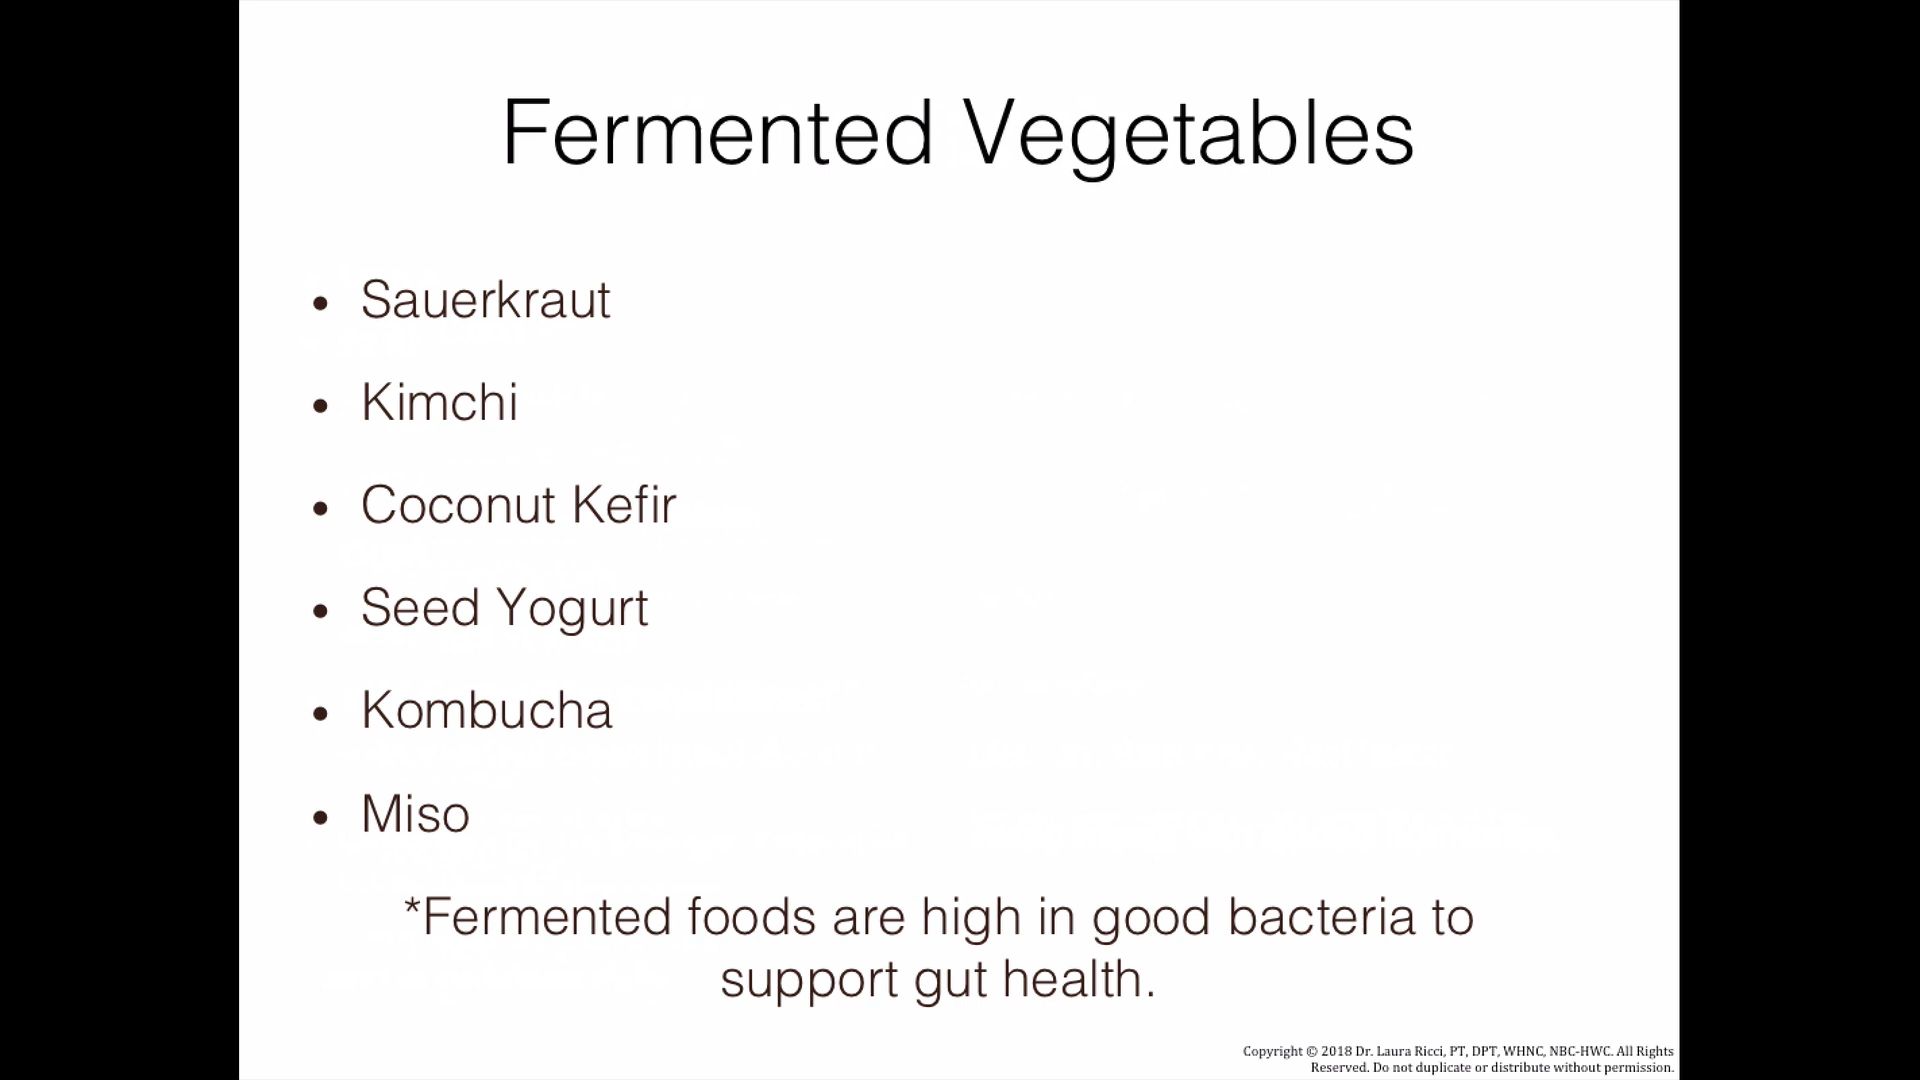 Fermented Vegetables
• Sauerkraut
• Kimchi
• Coconut Kefir
• Seed Yogurt
• Kombucha
• Miso
*Fermented foods are high in good bacteria to
support gut health.
Copyright © 2018 Dr. Laura Ricci, PT, DPT, WHNC, NBC-HWC. All Rights
Reserved. Do not duplicate or distribute without permission.